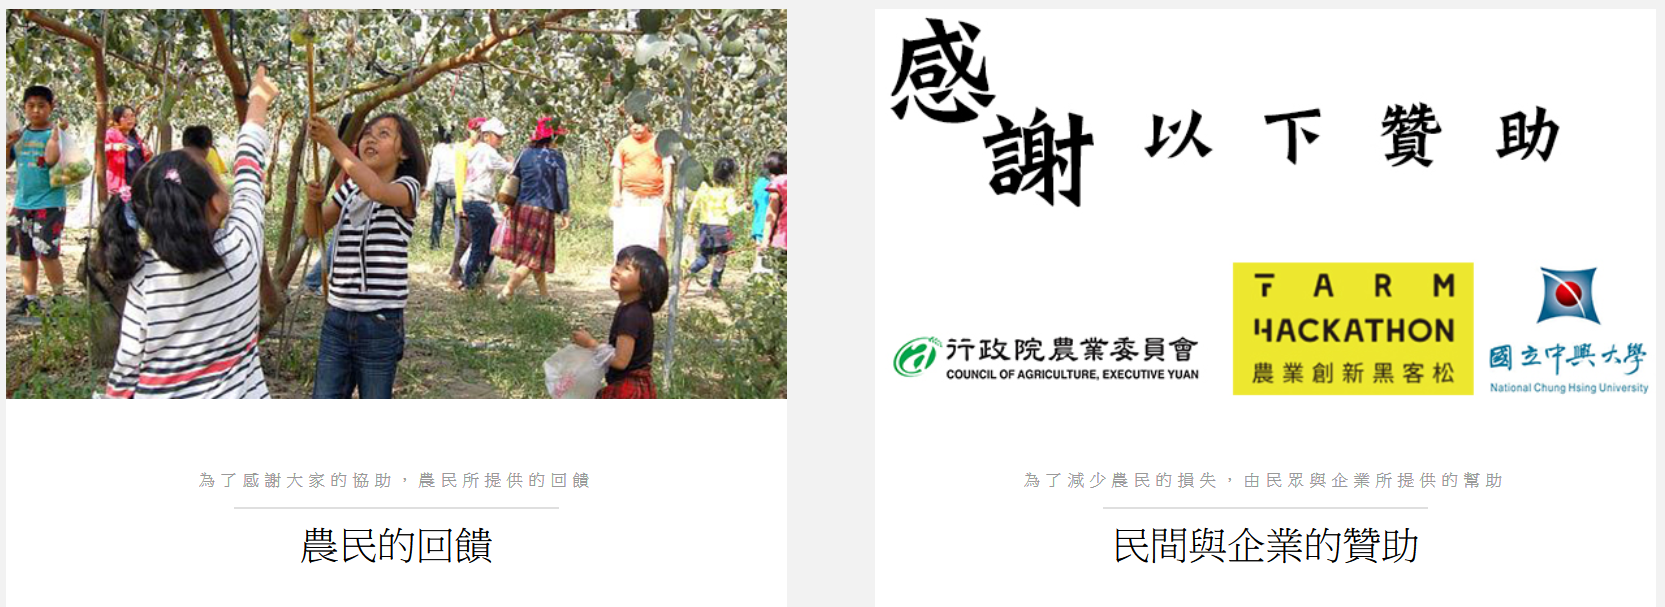 為了感謝大家的協助，農民所提供的回饋
農民的回饋
感謝以下贊助
行政院農業委員會
COUNCIL OF AGRICULTURE, EXECUTIVE YUAN
FARM
HACKATHON
農業創新黑客松
國立中興大學
National Chung Hsing University
為了減少農民的損失，由民眾與企業所提供的幫助
民間與企業的贊助